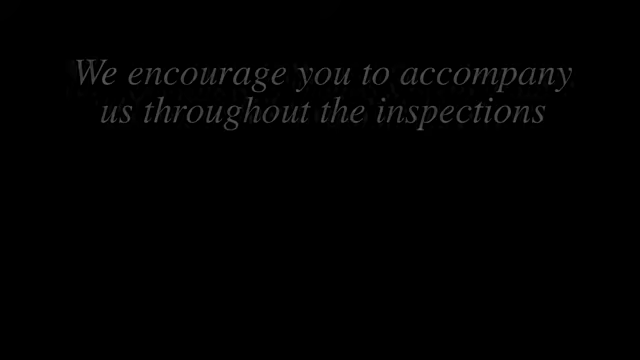 We encourage you to accompany
us throughout the inspections